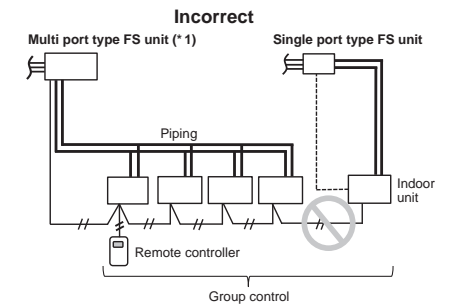 Incorrect
Multi port type FS unit (*1)
Single port type FS unit
Piping
Indoor
unit
Remote controller
Group control